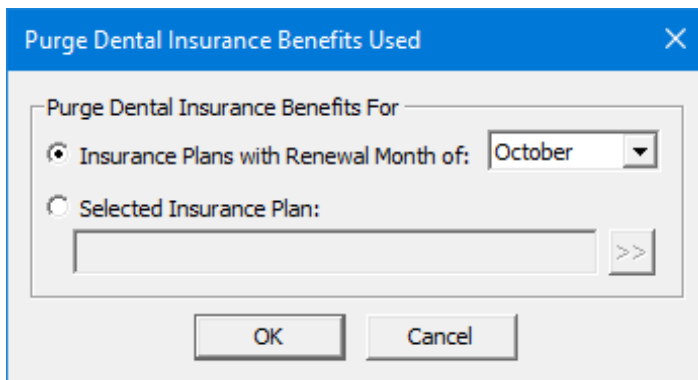 Purge Dental Insurance Benefits Used
Purge Dental Insurance Benefits For
Insurance Plans with Renewal Month of: October
Selected Insurance Plan:
>>
OK Cancel